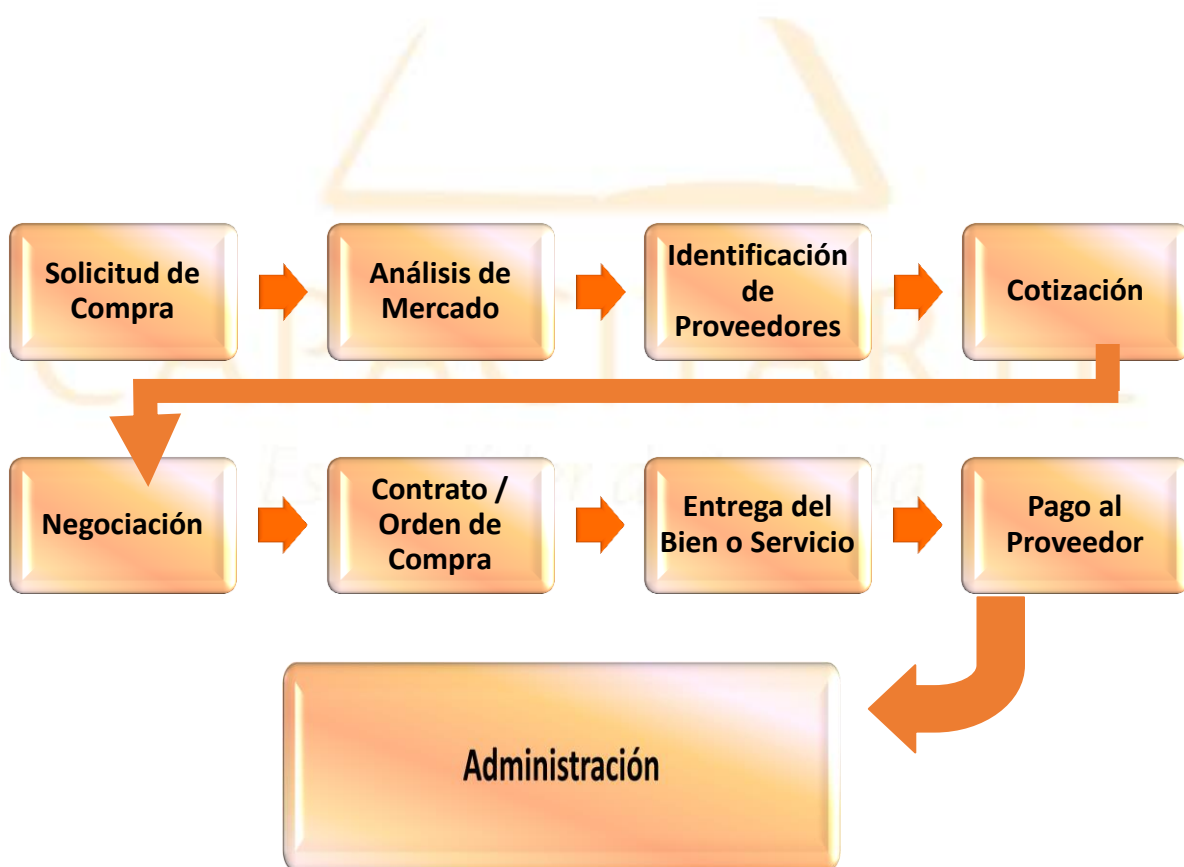 Solicitud de
Compra
Análisis de
Mercado
Identificación
de
Proveedores
Cotización
Negociación
Contrato /
Orden de
Compra
Entrega del
Bien o Servicio
Pago al
Proveedor
Administración